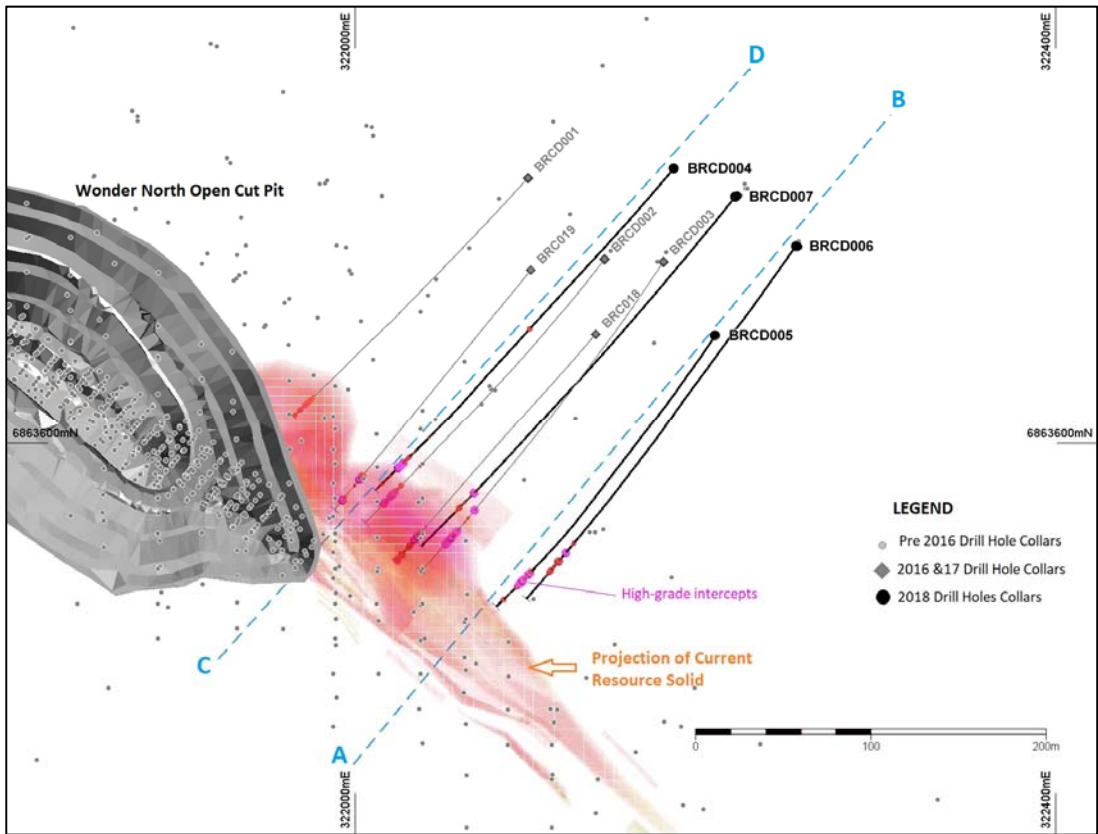 322000mE
322400mE
D
B
BRCD001
BRCD004
Wonder North Open Cut Pit
BRCD007
BRC019
BRCD002
BRCD003
BRCD006
BRC018
BRCD005
6863600mN
6863600mN
LEGEND
Pre 2016 Drill Hole Collars
2016 &17 Drill Hole Collars
High-grade intercepts
2018 Drill Holes Collars
C
Projection of Current
Resource Solid
A
0
100
200m
322000mE
322400mE